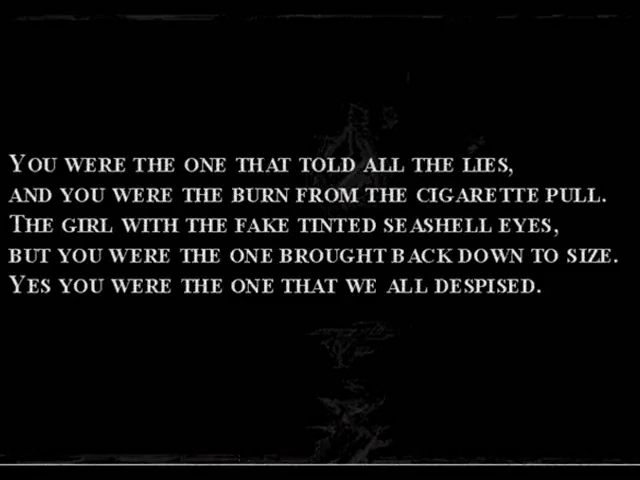 You were the one that told all the lies,
and you were the burn from the cigarette pull.
The girl with the fake tinted seashell eyes,
but you were the one brought back down to size.
Yes you were the one that we all despised.